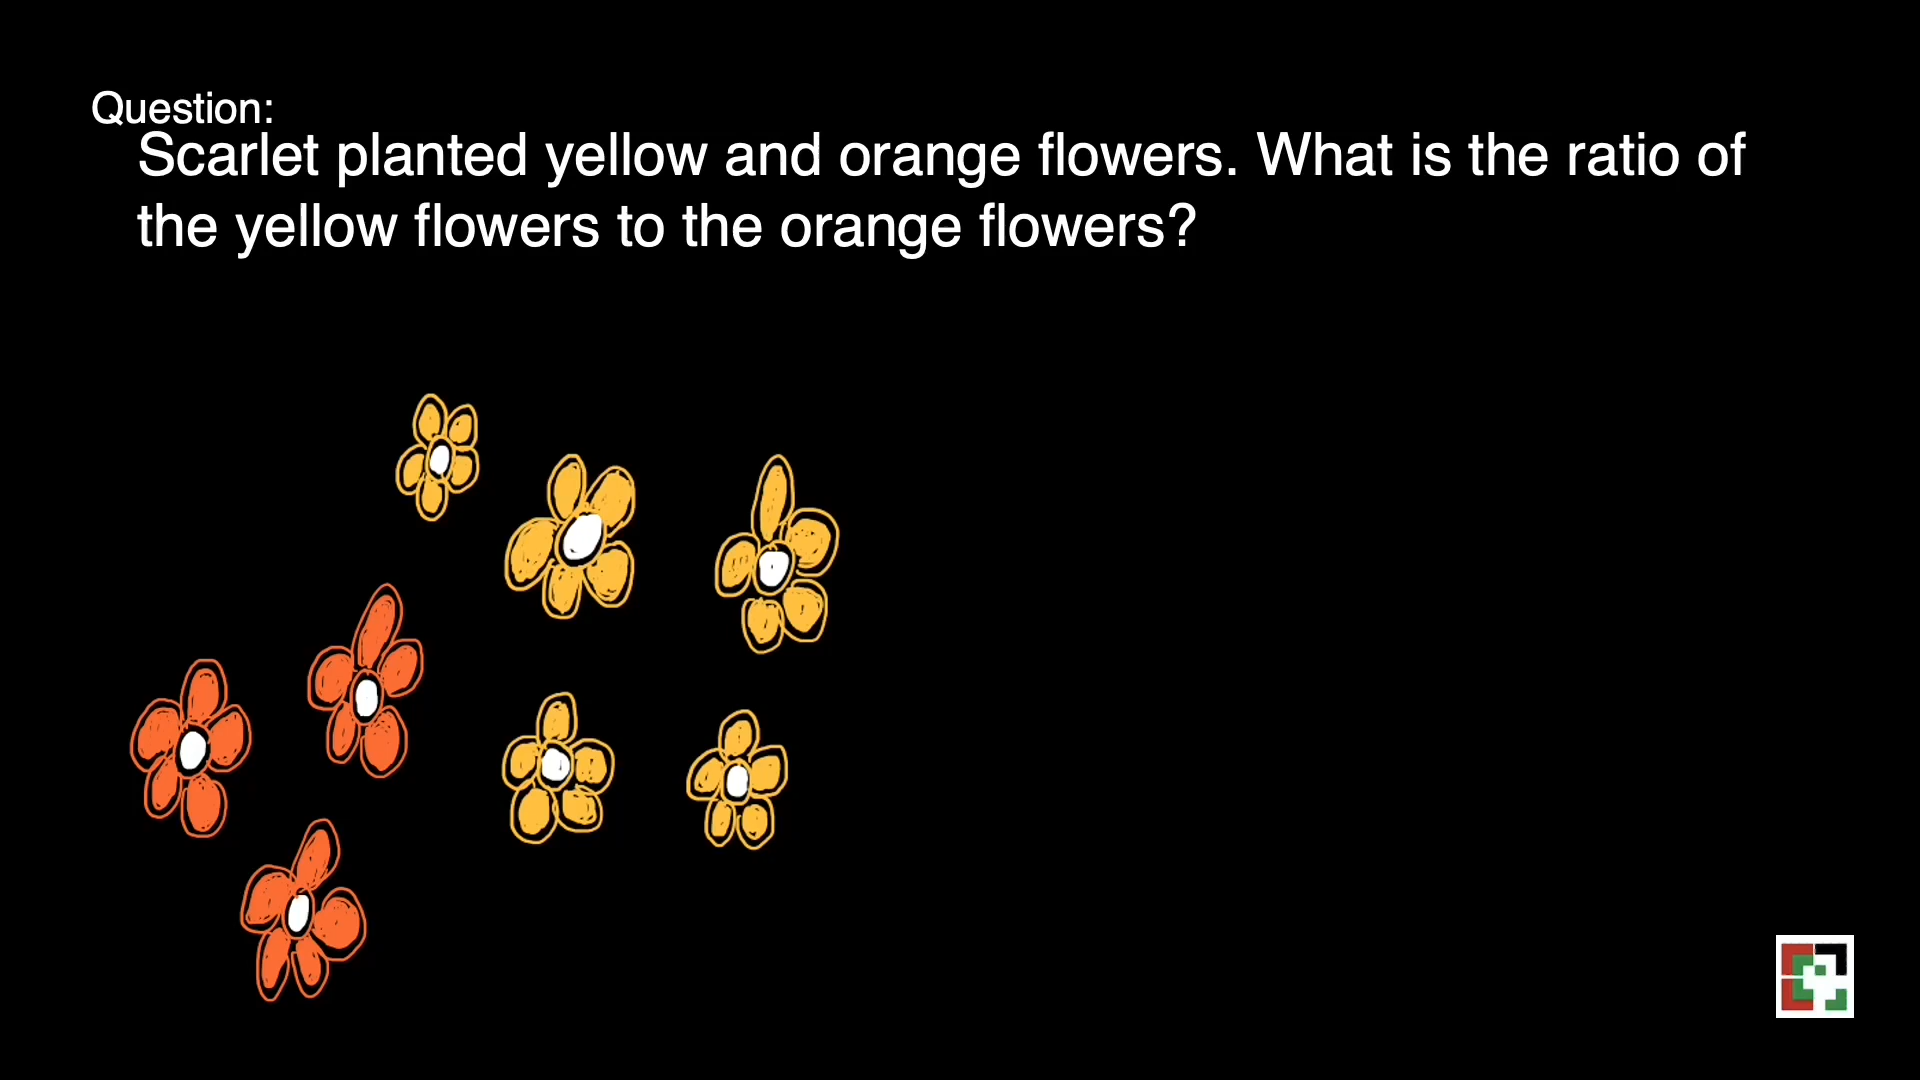 Question:
Scarlet planted yellow and orange flowers. What is the ratio of
the yellow flowers to the orange flowers?